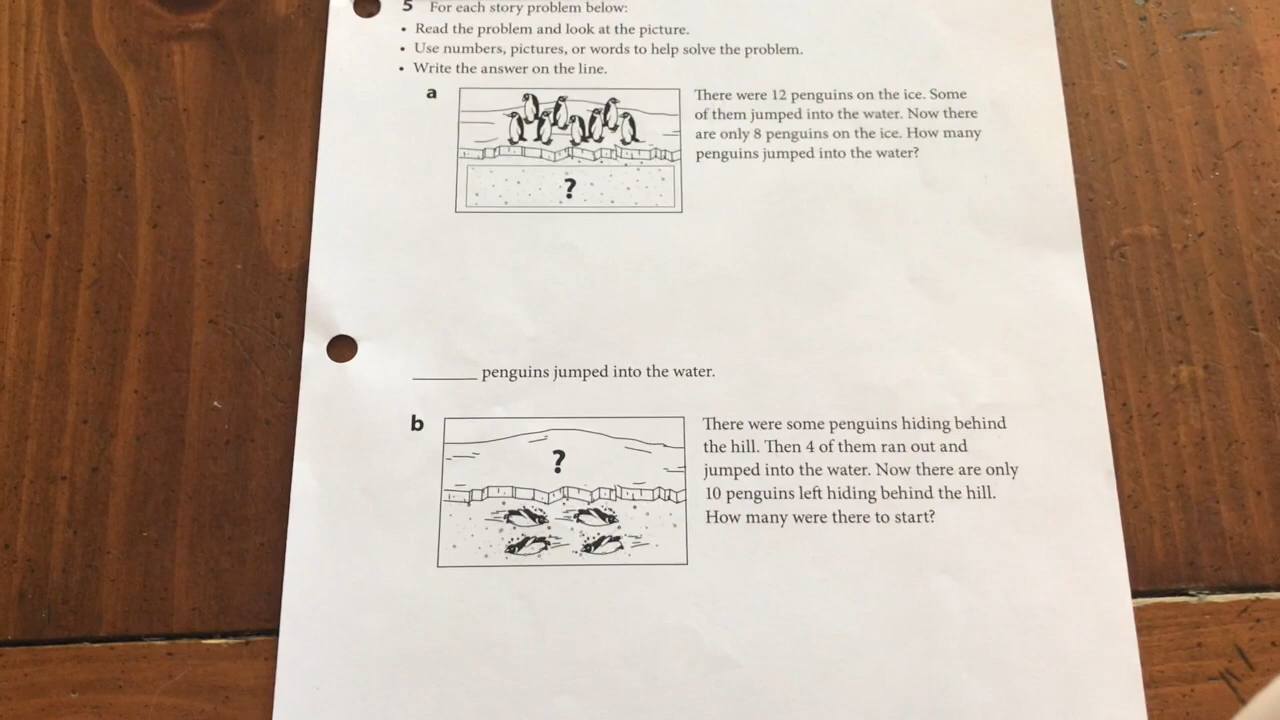 5 For each story problem below:
• Read the problem and look at the picture.
• Use numbers, pictures, or words to help solve the problem.
• Write the answer on the line.
a
There were 12 penguins on the ice. Some
of them jumped into the water. Now there
are only 8 penguins on the ice. How many
penguins jumped into the water?
?
_______ penguins jumped into the water.
b
There were some penguins hiding behind
the hill. Then 4 of them ran out and
jumped into the water. Now there are only
10 penguins left hiding behind the hill.
How many were there to start?
?